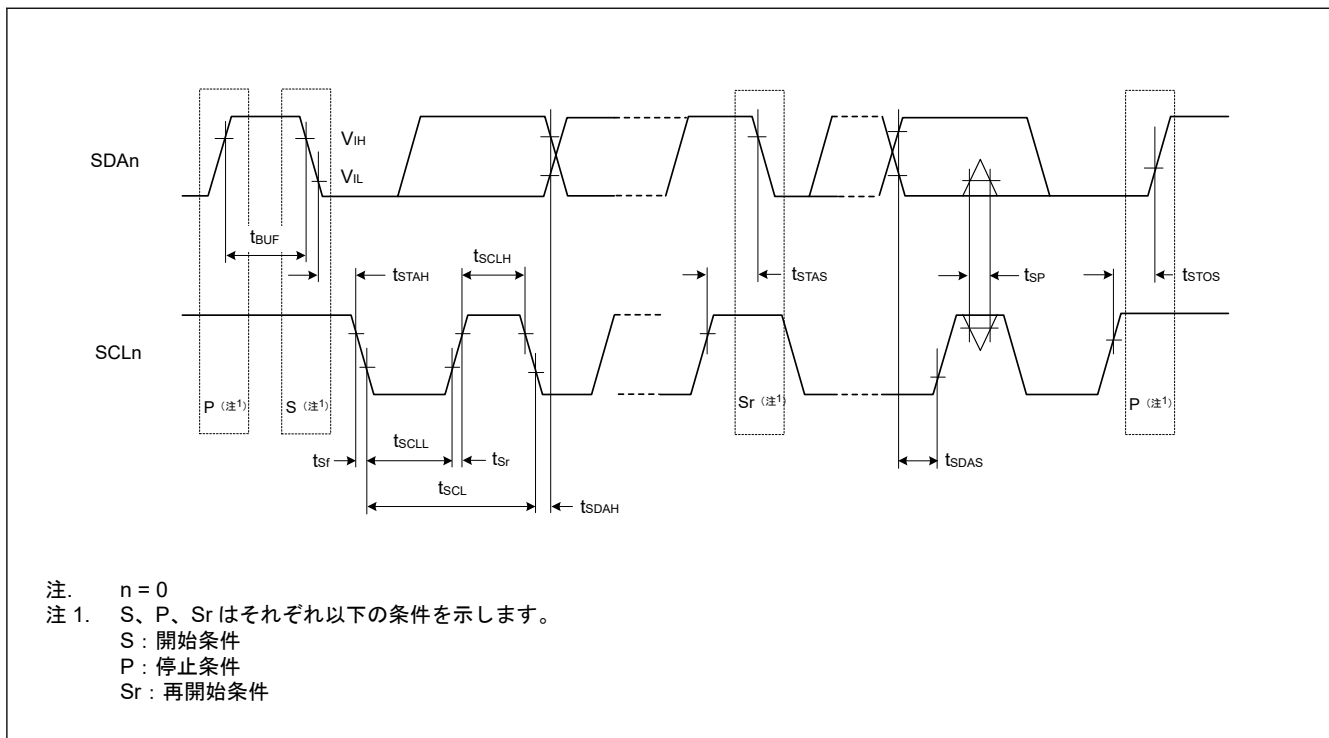 SDAn
VIH
VIL
tBUF
tSTAH
tSCLH
tSTAS
tSP
tSTOS
SCLn
P（注1）
S（注1）
Sr（注1）
P（注1）
tSf
tSCLL
tSr
tSCL
tSDAH
tSDAS
注. n = 0
注 1. S、P、Sr はそれぞれ以下の条件を示します。
S：開始条件
P：停止条件
Sr：再開始条件